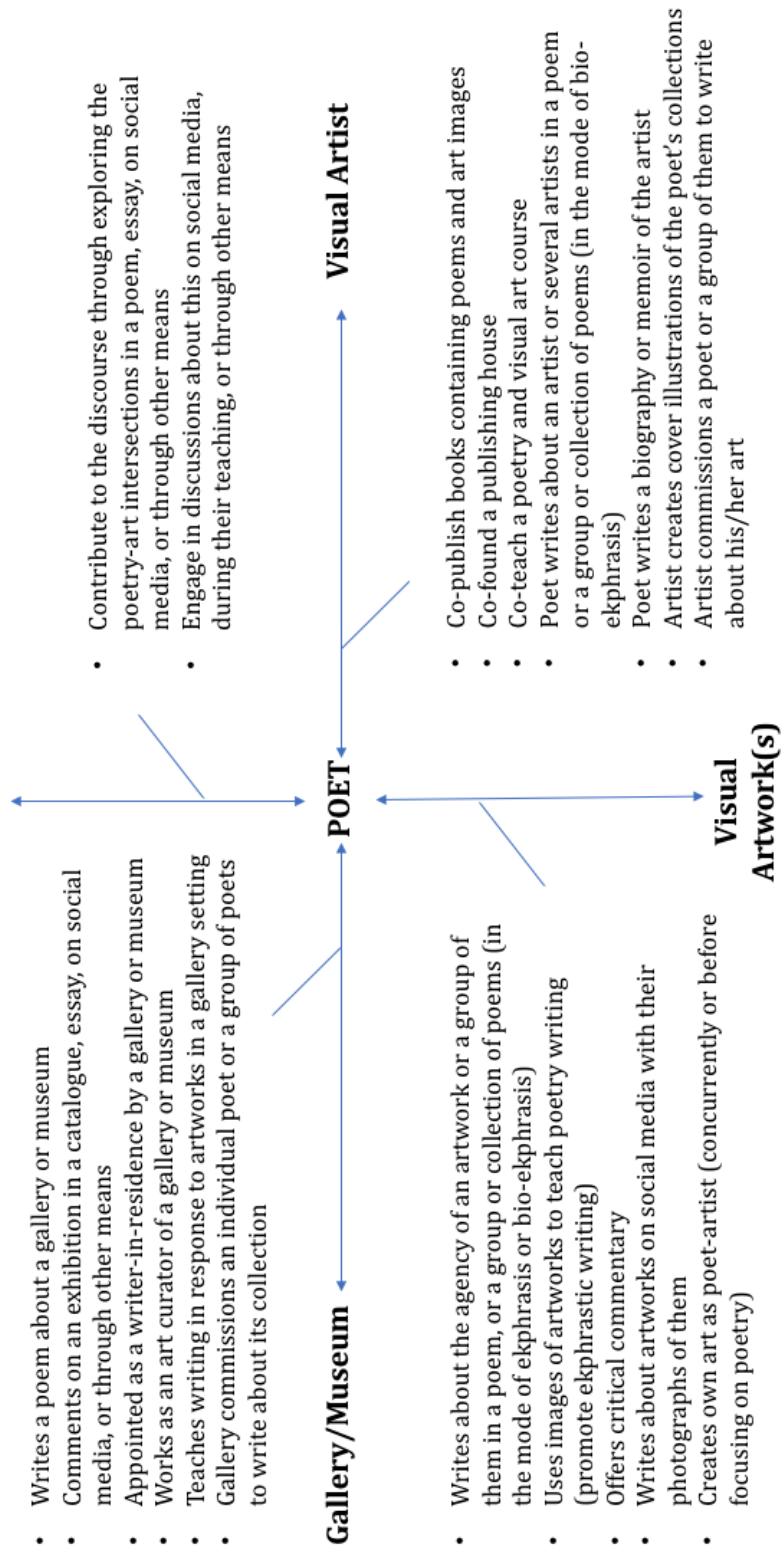 • Writes a poem about a gallery or museum
• Comments on an exhibition in a catalogue, essay, on social
media, or through other means
• Appointed as a writer-in-residence by a gallery or museum
• Works as an art curator of a gallery or museum
• Teaches writing in response to artworks in a gallery setting
• Gallery commissions an individual poet or a group of poets
to write about its collection
• Contribute to the discourse through exploring the
poetry-art intersections in a poem, essay, on social
media, or through other means
• Engage in discussions about this on social media,
during their teaching, or through other means
Gallery/Museum
POET
Visual Artist
• Writes about the agency of an artwork or a group of
them in a poem, or a group or collection of poems (in
the mode of ekphrasis or bio-ekphrasis)
• Uses images of artworks to teach poetry writing
(promote ekphrastic writing)
• Offers critical commentary
• Writes about artworks on social media with their
photographs of them
• Creates own art as poet-artist (concurrently or before
focusing on poetry)
• Co-publish books containing poems and art images
• Co-found a publishing house
• Co-teach a poetry and visual art course
• Poet writes about an artist or several artists in a poem
or a group or collection of poems (in the mode of bio-
ekphrasis)
• Poet writes a biography or memoir of the artist
• Artist creates cover illustrations of the poet's collections
• Artist commissions a poet or a group of them to write
about his/her art
Visual
Artwork(s)